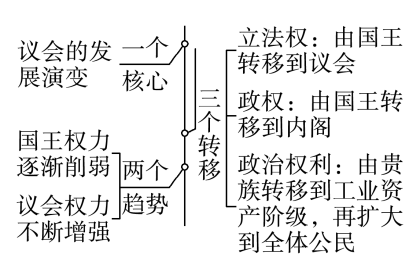 议会的发
展演变
一个
核心
国王权力
逐渐削弱
议会权力
不断增强
两个
趋势
三个转移
立法权：由国王
转移到议会
政权：由国王转
移到内阁
政治权利：由贵
族转移到工业资
产阶级，再扩大
到全体公民